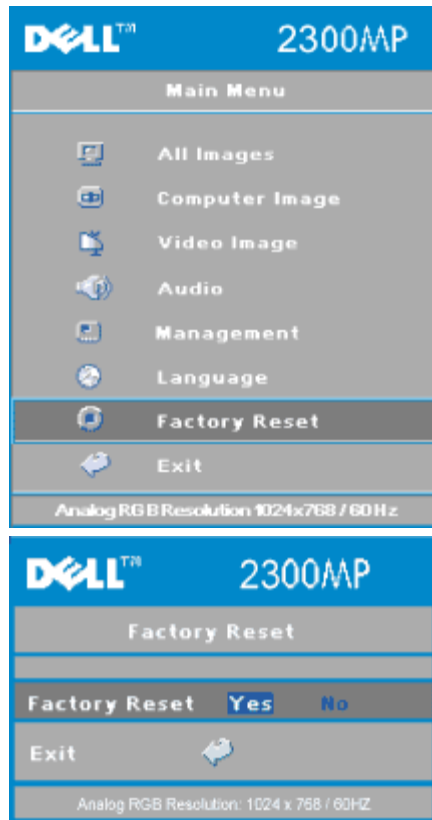 DELL™ 2300MP
Main Menu
All Images
Computer Image
Video Image
Audio
Management
Language
Factory Reset
Exit
Analog RGB Resolution 1024x768 / 60Hz
DELL™ 2300MP
Factory Reset
Factory Reset Yes No
Exit
Analog RGB Resolution: 1024 x 768 / 60HZ